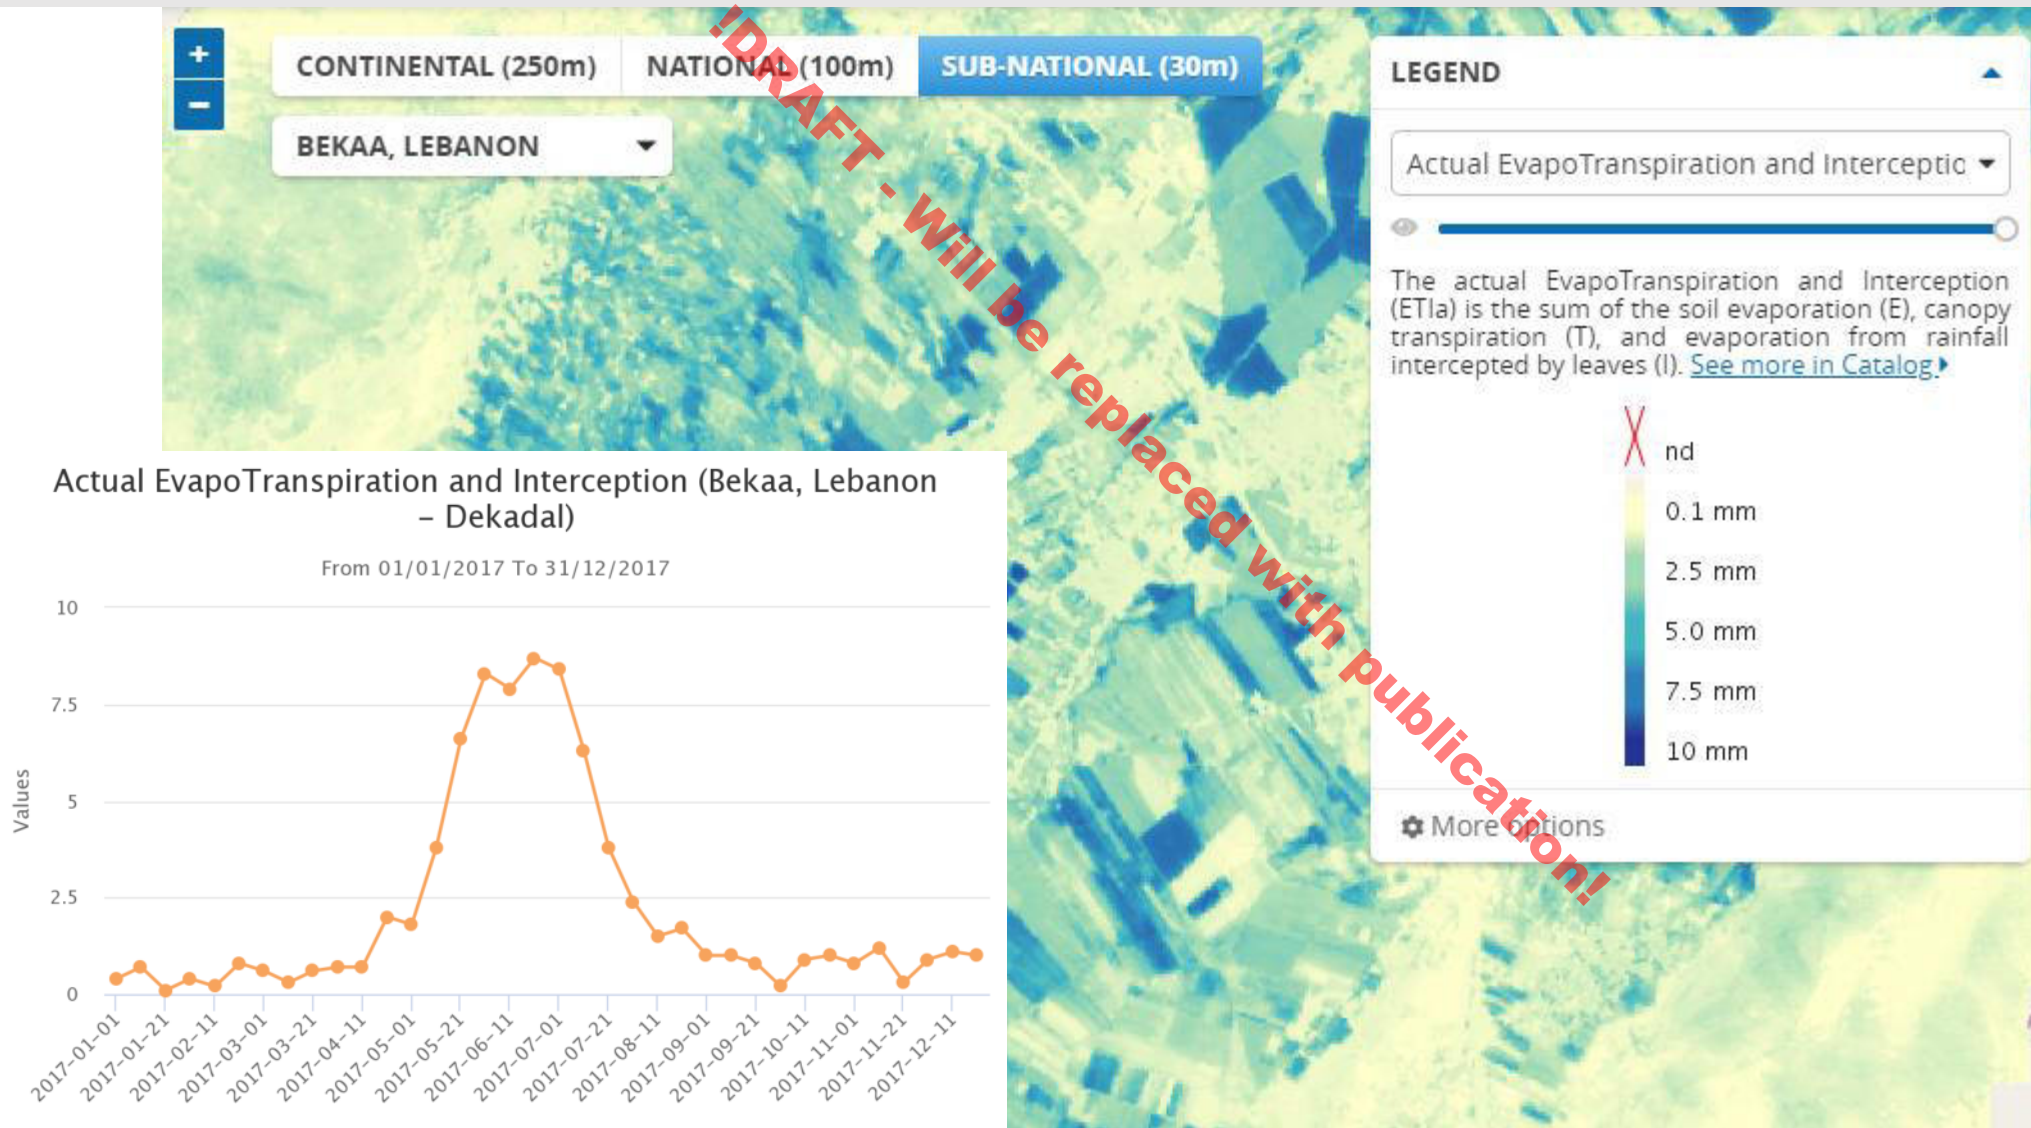 +
−
CONTINENTAL (250m)
NATIONAL (100m)
SUB-NATIONAL (30m)
BEKAA, LEBANON
!DRAFT - Will be replaced with publication!
LEGEND
Actual EvapoTranspiration and Interceptic
The actual EvapoTranspiration and Interception
(ETIa) is the sum of the soil evaporation (E), canopy
transpiration (T), and evaporation from rainfall
intercepted by leaves (I). See more in Catalog
nd
0.1 mm
2.5 mm
5.0 mm
7.5 mm
10 mm
More options
Actual EvapoTranspiration and Interception (Bekaa, Lebanon
– Dekadal)
From 01/01/2017 To 31/12/2017
Values
10
7.5
5
2.5
0
2017-01-01
2017-01-21
2017-02-11
2017-03-01
2017-03-21
2017-04-11
2017-05-01
2017-05-21
2017-06-11
2017-07-01
2017-07-21
2017-08-11
2017-09-01
2017-09-21
2017-10-11
2017-11-01
2017-11-21
2017-12-11